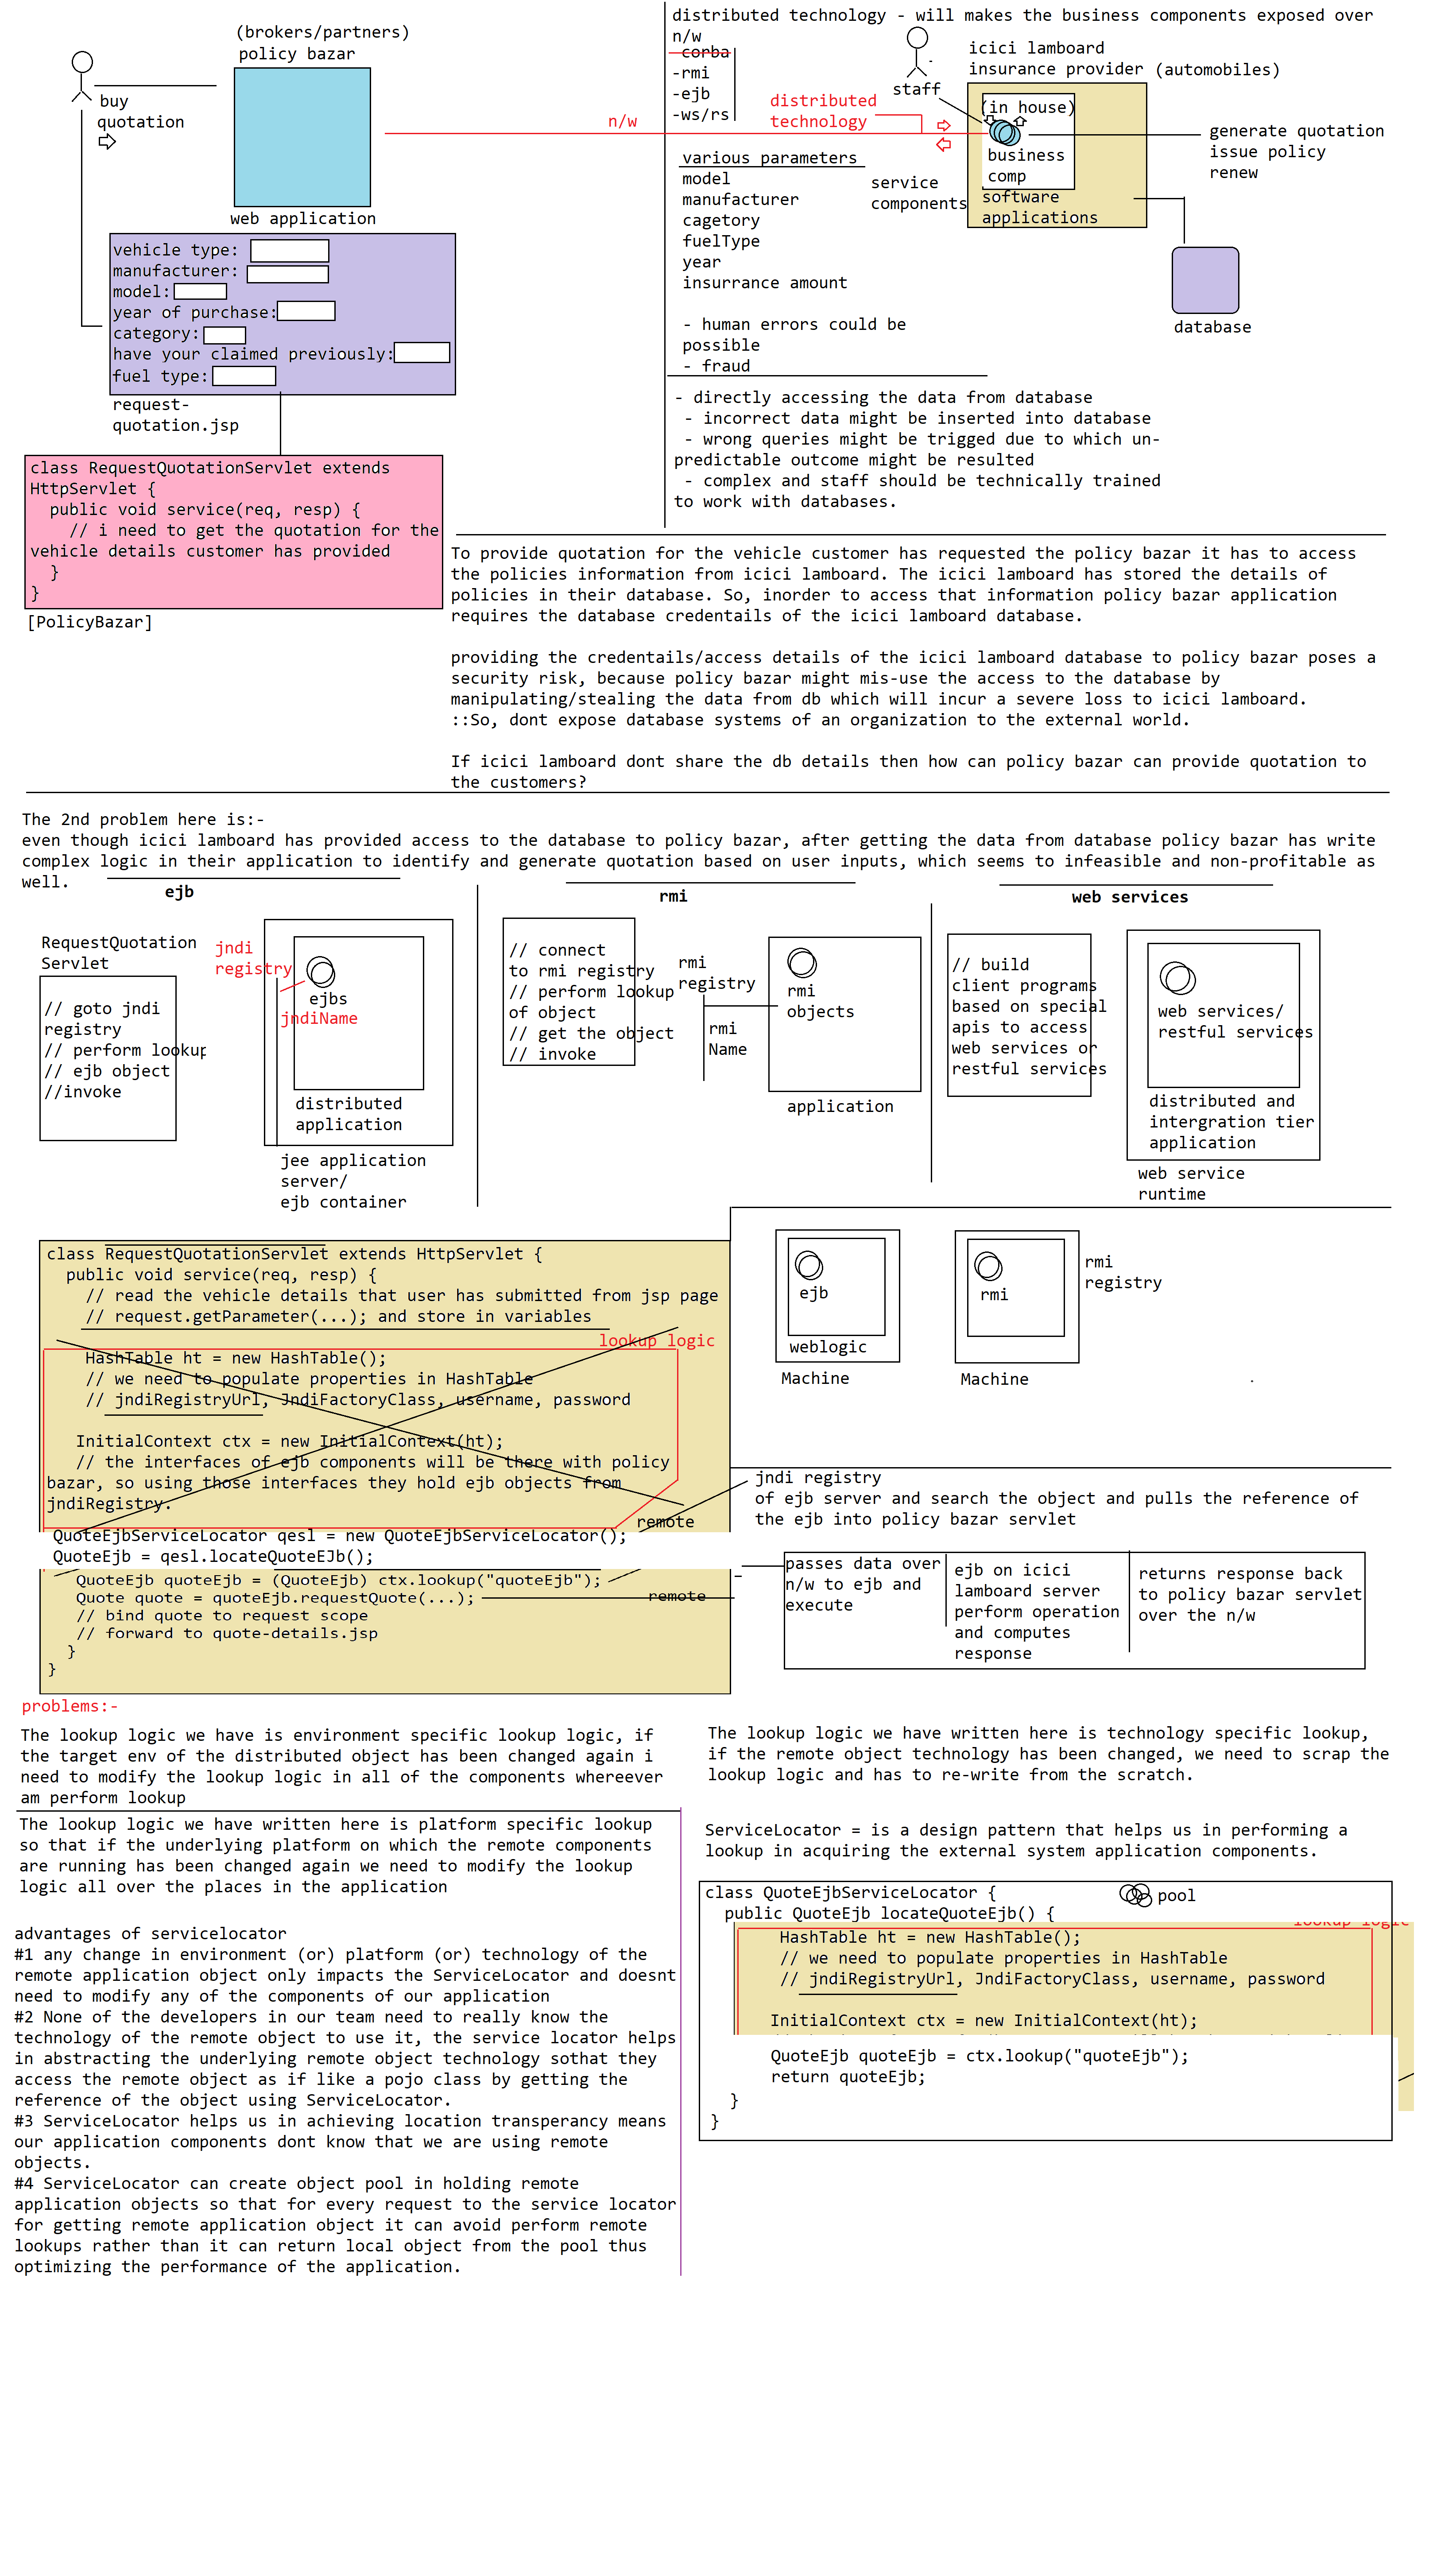 (brokers/partners)
policy bazar
buy
quotation
web application
n/w
distributed technology - will makes the business components exposed over
n/w
corba
-rmi
-ejb
-ws/rs
distributed
technology
staff
icici lamboard
insurance provider (automobiles)
(in house)
business
comp
software
applications
generate quotation
issue policy
renew
database
various parameters
model
manufacturer
cagetory
fuelType
year
insurrance amount
service
components
- human errors could be
possible
- fraud
- directly accessing the data from database
- incorrect data might be inserted into database
- wrong queries might be trigged due to which un-
predictable outcome might be resulted
- complex and staff should be technically trained
to work with databases.
vehicle type:
manufacturer:
model:
year of purchase:
category:
have your claimed previously:
fuel type:
request-
quotation.jsp
class RequestQuotationServlet extends
HttpServlet {
public void service(req, resp) {
// i need to get the quotation for the
vehicle details customer has provided
}
}
[PolicyBazar]
To provide quotation for the vehicle customer has requested the policy bazar it has to access
the policies information from icici lamboard. The icici lamboard has stored the details of
policies in their database. So, inorder to access that information policy bazar application
requires the database credentails of the icici lamboard database.
providing the credentails/access details of the icici lamboard database to policy bazar poses a
security risk, because policy bazar might mis-use the access to the database by
manipulating/stealing the data from db which will incur a severe loss to icici lamboard.
::So, dont expose database systems of an organization to the external world.
If icici lamboard dont share the db details then how can policy bazar can provide quotation to
the customers?
The 2nd problem here is:-
even though icici lamboard has provided access to the database to policy bazar, after getting the data from database policy bazar has write
complex logic in their application to identify and generate quotation based on user inputs, which seems to infeasible and non-profitable as
well.
ejb
RequestQuotation
Servlet
// goto jndi
registry
// perform lookup
// ejb object
//invoke
jndi
registry
ejbs
jndiName
distributed
application
jee application
server/
ejb container
rmi
// connect
to rmi registry
// perform lookup
of object
// get the object
// invoke
rmi
registry
rmi
Name
rmi
objects
application
web services
// build
client programs
based on special
apis to access
web services or
restful services
web services/
restful services
distributed and
intergration tier
application
web service
runtime
class RequestQuotationServlet extends HttpServlet {
public void service(req, resp) {
// read the vehicle details that user has submitted from jsp page
// request.getParameter(...); and store in variables
lookup logic
HashTable ht = new HashTable();
// we need to populate properties in HashTable
// jndiRegistryUrl, JndiFactoryClass, username, password
InitialContext ctx = new InitialContext(ht);
// the interfaces of ejb components will be there with policy
bazar, so using those interfaces they hold ejb objects from
jndiRegistry.
remote
QuoteEjbServiceLocator qesl = new QuoteEjbServiceLocator();
QuoteEjb = qesl.locateQuoteEJb();
QuoteEjb quoteEjb = (QuoteEjb) ctx.lookup("quoteEjb");
Quote quote = quoteEjb.requestQuote(...);
remote
// bind quote to request scope
// forward to quote-details.jsp
}
}
ejb
weblogic
Machine
rmi
Machine
rmi
registry
jndi registry
of ejb server and search the object and pulls the reference of
the ejb into policy bazar servlet
passes data over
n/w to ejb and
execute
ejb on icici
lamboard server
perform operation
and computes
response
returns response back
to policy bazar servlet
over the n/w
problems:-
The lookup logic we have is environment specific lookup logic, if
the target env of the distributed object has been changed again i
need to modify the lookup logic in all of the components whereever
am perform lookup
The lookup logic we have written here is technology specific lookup,
if the remote object technology has been changed, we need to scrap the
lookup logic and has to re-write from the scratch.
The lookup logic we have written here is platform specific lookup
so that if the underlying platform on which the remote components
are running has been changed again we need to modify the lookup
logic all over the places in the application
advantages of servicelocator
#1 any change in environment (or) platform (or) technology of the
remote application object only impacts the ServiceLocator and doesnt
need to modify any of the components of our application
#2 None of the developers in our team need to really know the
technology of the remote object to use it, the service locator helps
in abstracting the underlying remote object technology sothat they
access the remote object as if like a pojo class by getting the
reference of the object using ServiceLocator.
#3 ServiceLocator helps us in achieving location transperancy means
our application components dont know that we are using remote
objects.
#4 ServiceLocator can create object pool in holding remote
application objects so that for every request to the service locator
for getting remote application object it can avoid perform remote
lookups rather than it can return local object from the pool thus
optimizing the performance of the application.
ServiceLocator = is a design pattern that helps us in performing a
lookup in acquiring the external system application components.
class QuoteEjbServiceLocator {
pool
public QuoteEjb locateQuoteEjb() {
lookup logic
HashTable ht = new HashTable();
// we need to populate properties in HashTable
// jndiRegistryUrl, JndiFactoryClass, username, password
InitialContext ctx = new InitialContext(ht);
QuoteEjb quoteEjb = ctx.lookup("quoteEjb");
return quoteEjb;
}
}